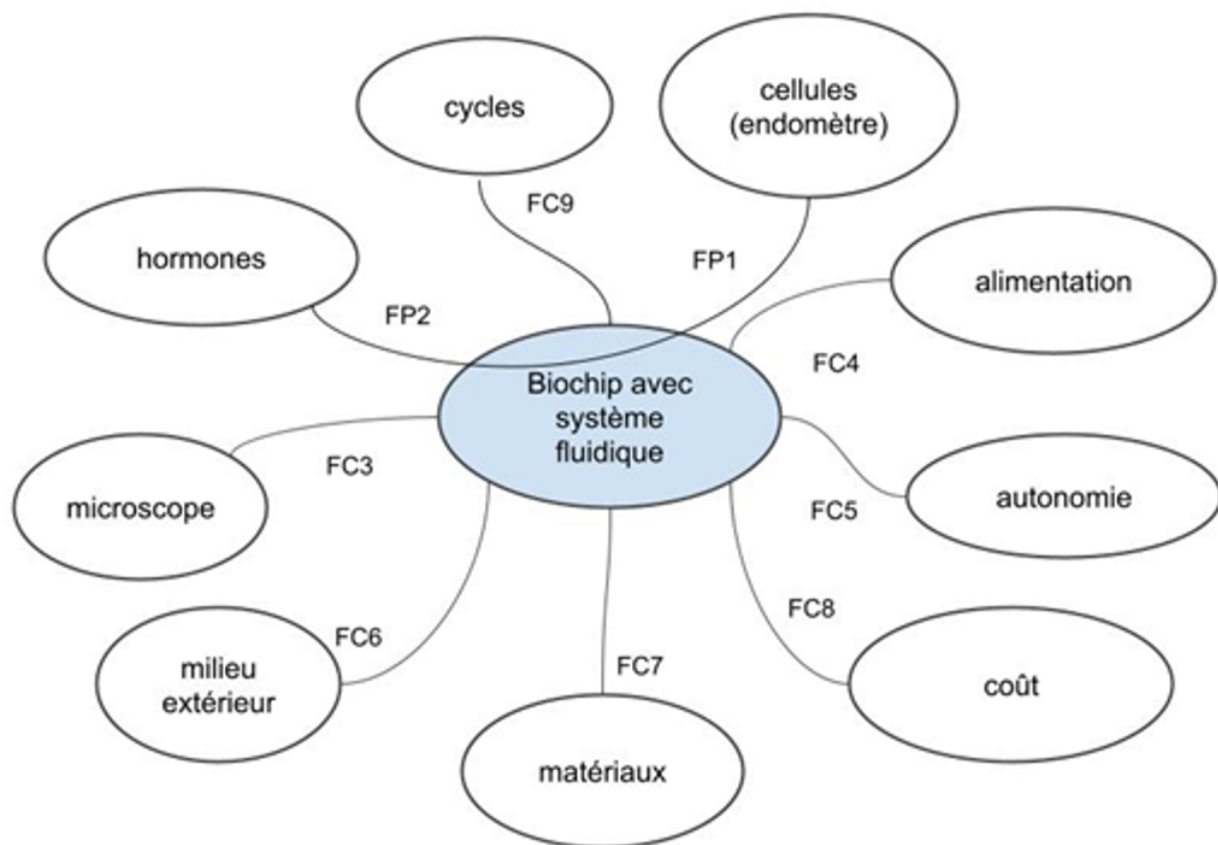 cycles
cellules
(endomètre)
FC9
hormones
FP1
alimentation
FP2
FC4
Biochip avec
système
fluidique
FC3
microscope
FC5
autonomie
FC8
FC6
milieu
extérieur
FC7
coût
matériaux